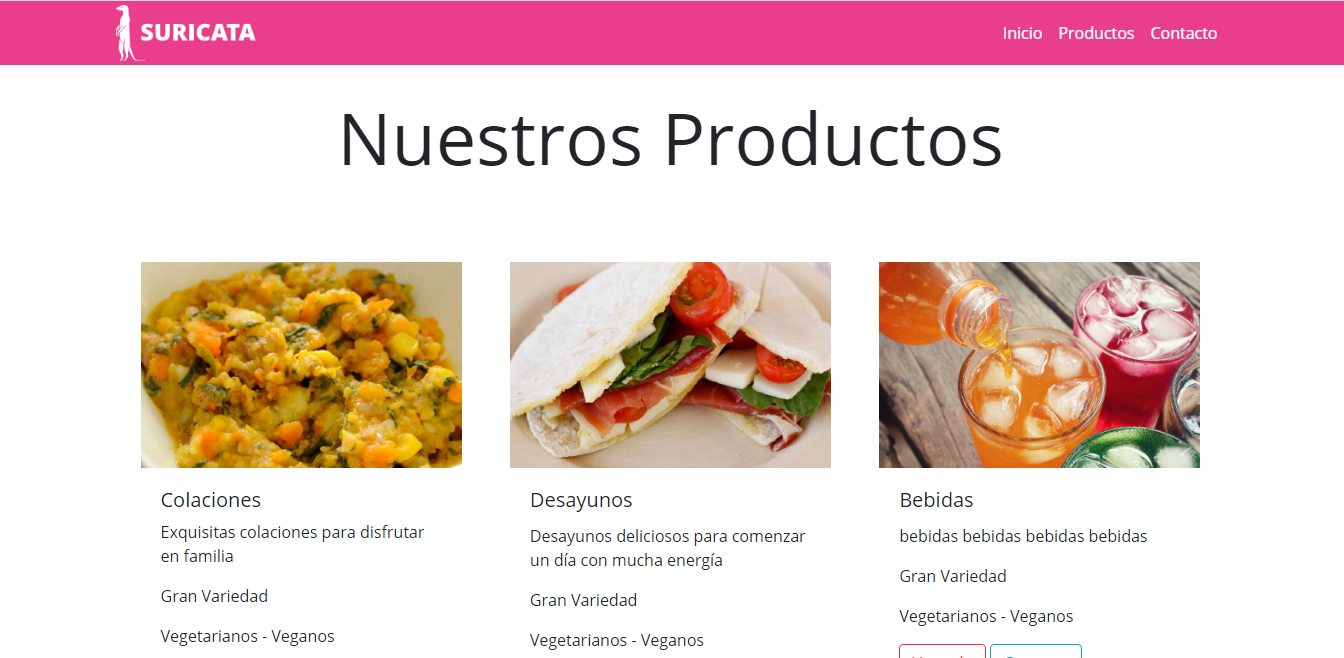 SURICATA
Inicio Productos Contacto
Nuestros Productos
Colaciones
Exquisitas colaciones para disfrutar
en familia
Gran Variedad
Vegetarianos - Veganos
Desayunos
Desayunos deliciosos para comenzar
un día con mucha energía
Gran Variedad
Vegetarianos - Veganos
Bebidas
bebidas bebidas bebidas bebidas
Gran Variedad
Vegetarianos - Veganos